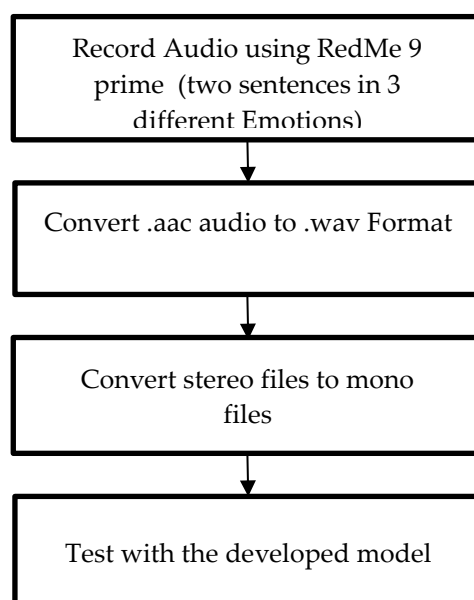 Record Audio using RedMe 9
prime (two sentences in 3
different Emotions)
Convert .aac audio to .wav Format
Convert stereo files to mono
files
Test with the developed model